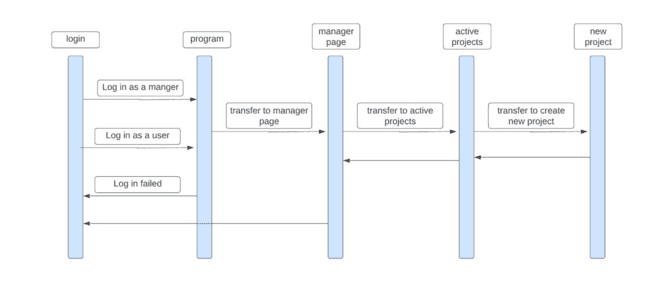 login
program
manager
page
active
projects
new
project
Log in as a manger
transfer to manager
page
transfer to active
projects
transfer to create
new project
Log in as a user
Log in failed